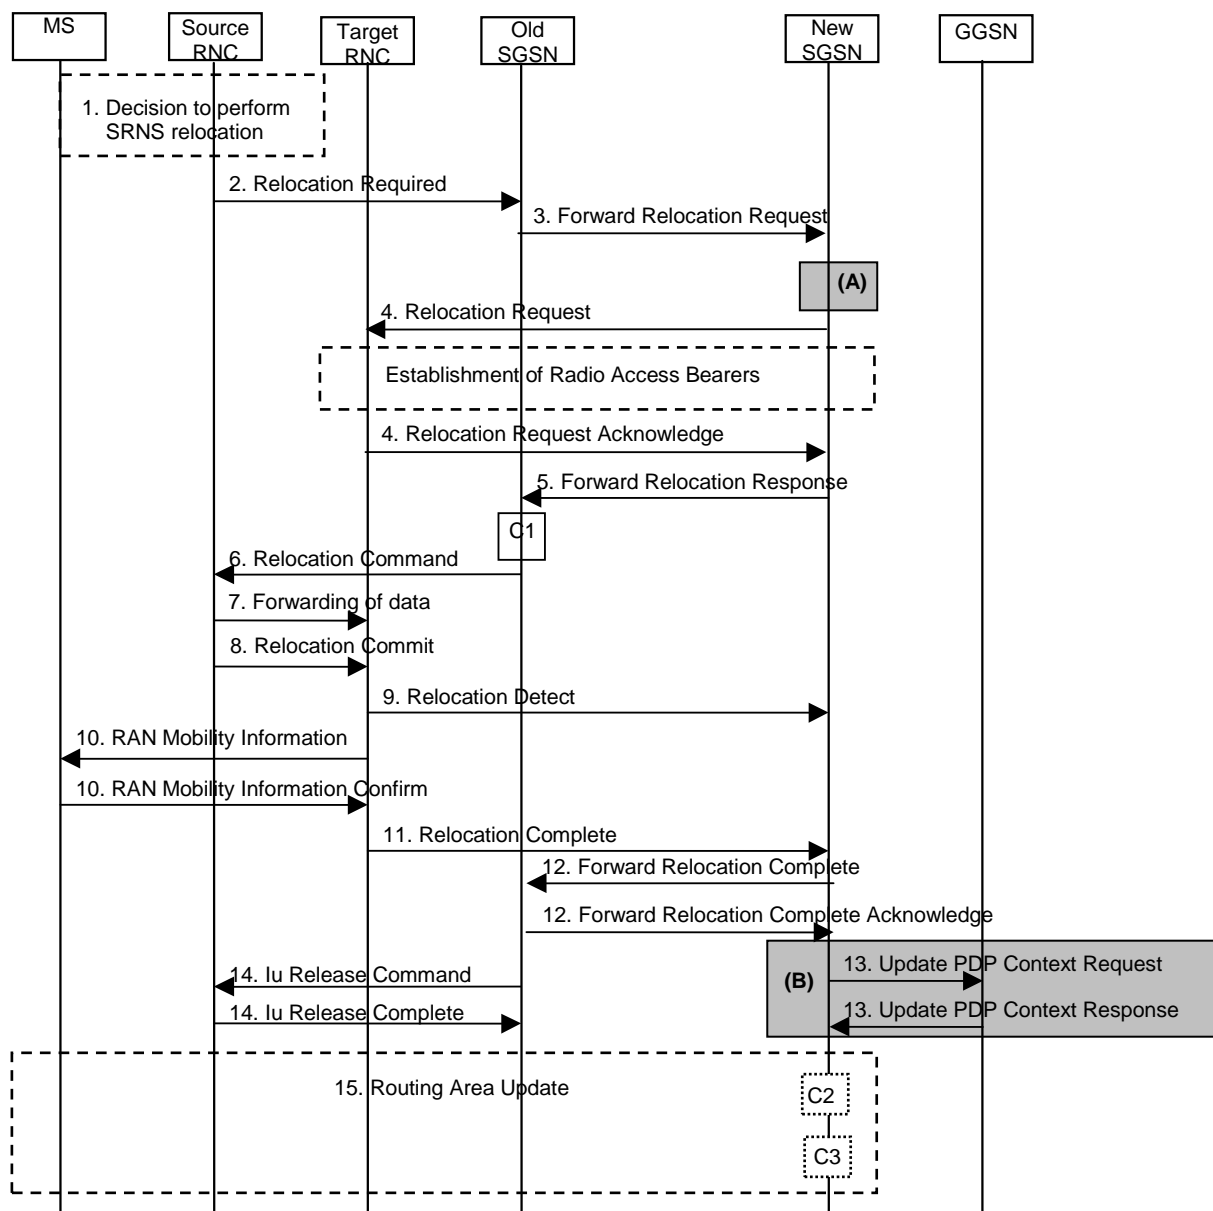 MS
Source
RNC
Target
RNC
Old
SGSN
New
SGSN
GGSN
1. Decision to perform
SRNS relocation
2. Relocation Required
3. Forward Relocation Request
(A)
4. Relocation Request
Establishment of Radio Access Bearers
4. Relocation Request Acknowledge
5. Forward Relocation Response
C1
6. Relocation Command
7. Forwarding of data
8. Relocation Commit
9. Relocation Detect
10. RAN Mobility Information
10. RAN Mobility Information Confirm
11. Relocation Complete
12. Forward Relocation Complete
12. Forward Relocation Complete Acknowledge
(B)
13. Update PDP Context Request
14. Iu Release Command
13. Update PDP Context Response
14. Iu Release Complete
15. Routing Area Update
C2
C3